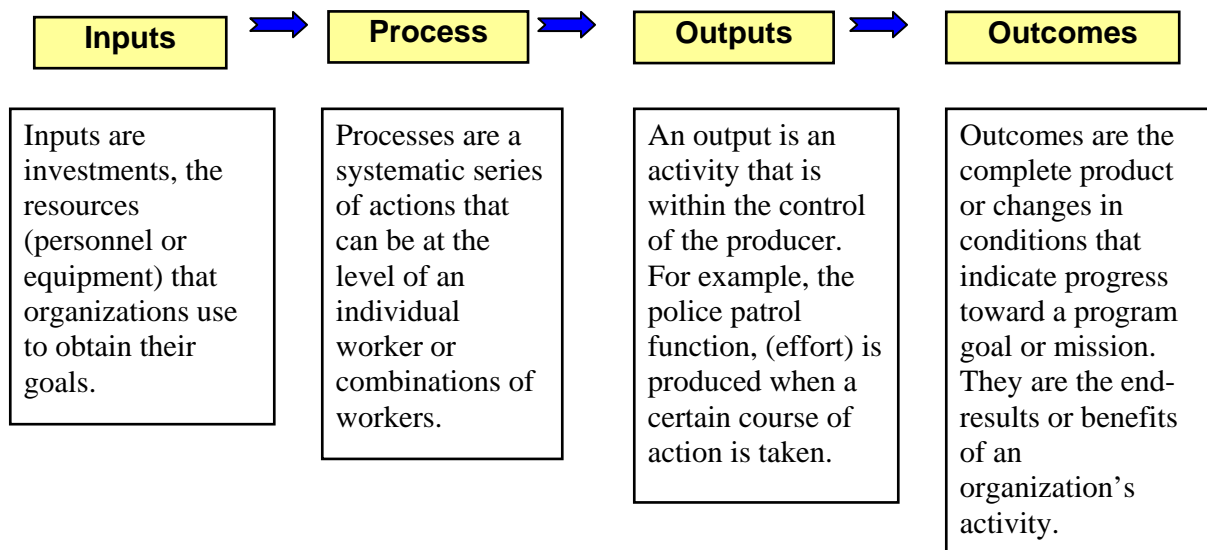 Inputs
Process
Outputs
Outcomes
Inputs are
investments, the
resources
(personnel or
equipment) that
organizations use
to obtain their
goals.
Processes are a
systematic series
of actions that
can be at the
level of an
individual
worker or
combinations of
workers.
An output is an
activity that is
within the control
of the producer.
For example, the
police patrol
function, (effort) is
produced when a
certain course of
action is taken.
Outcomes are the
complete product
or changes in
conditions that
indicate progress
toward a program
goal or mission.
They are the end-
results or benefits
of an
organization’s
activity.